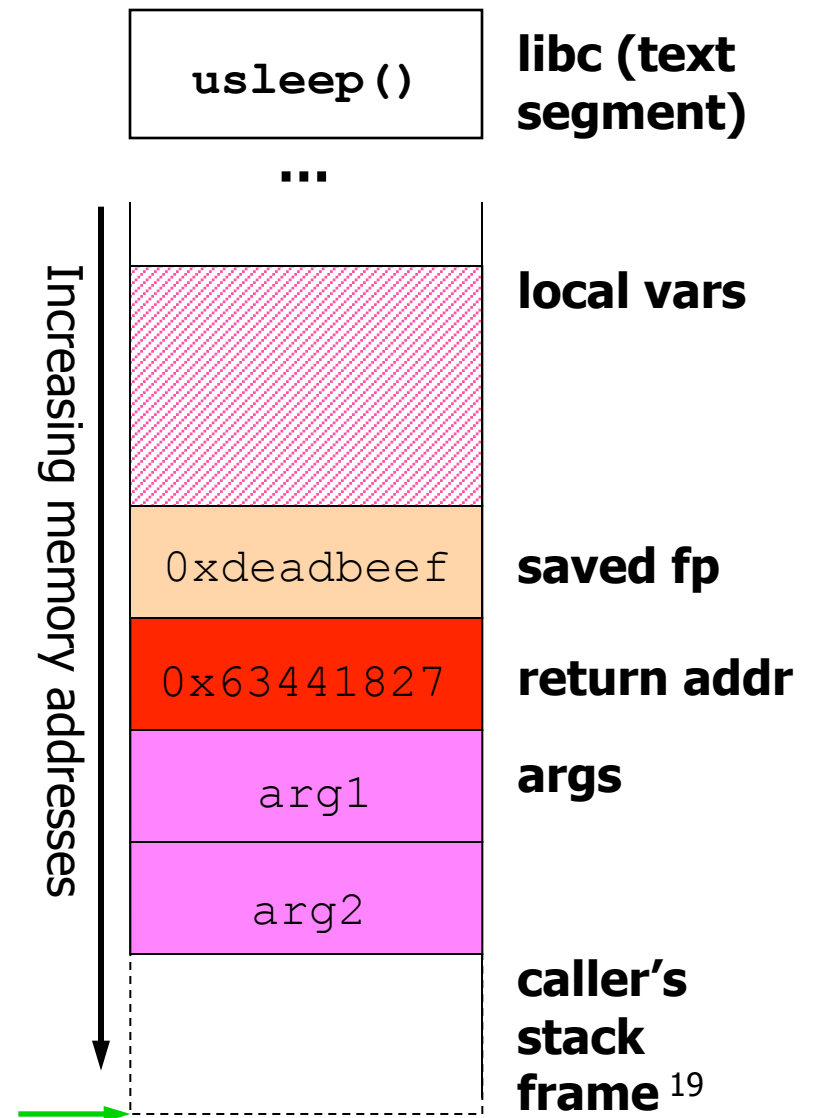 usleep()
libc (text
segment)
...
Increasing memory addresses
local vars
0xdeadbeef
saved fp
0x63441827
return addr
arg1
args
arg2
caller’s
stack
frame 19